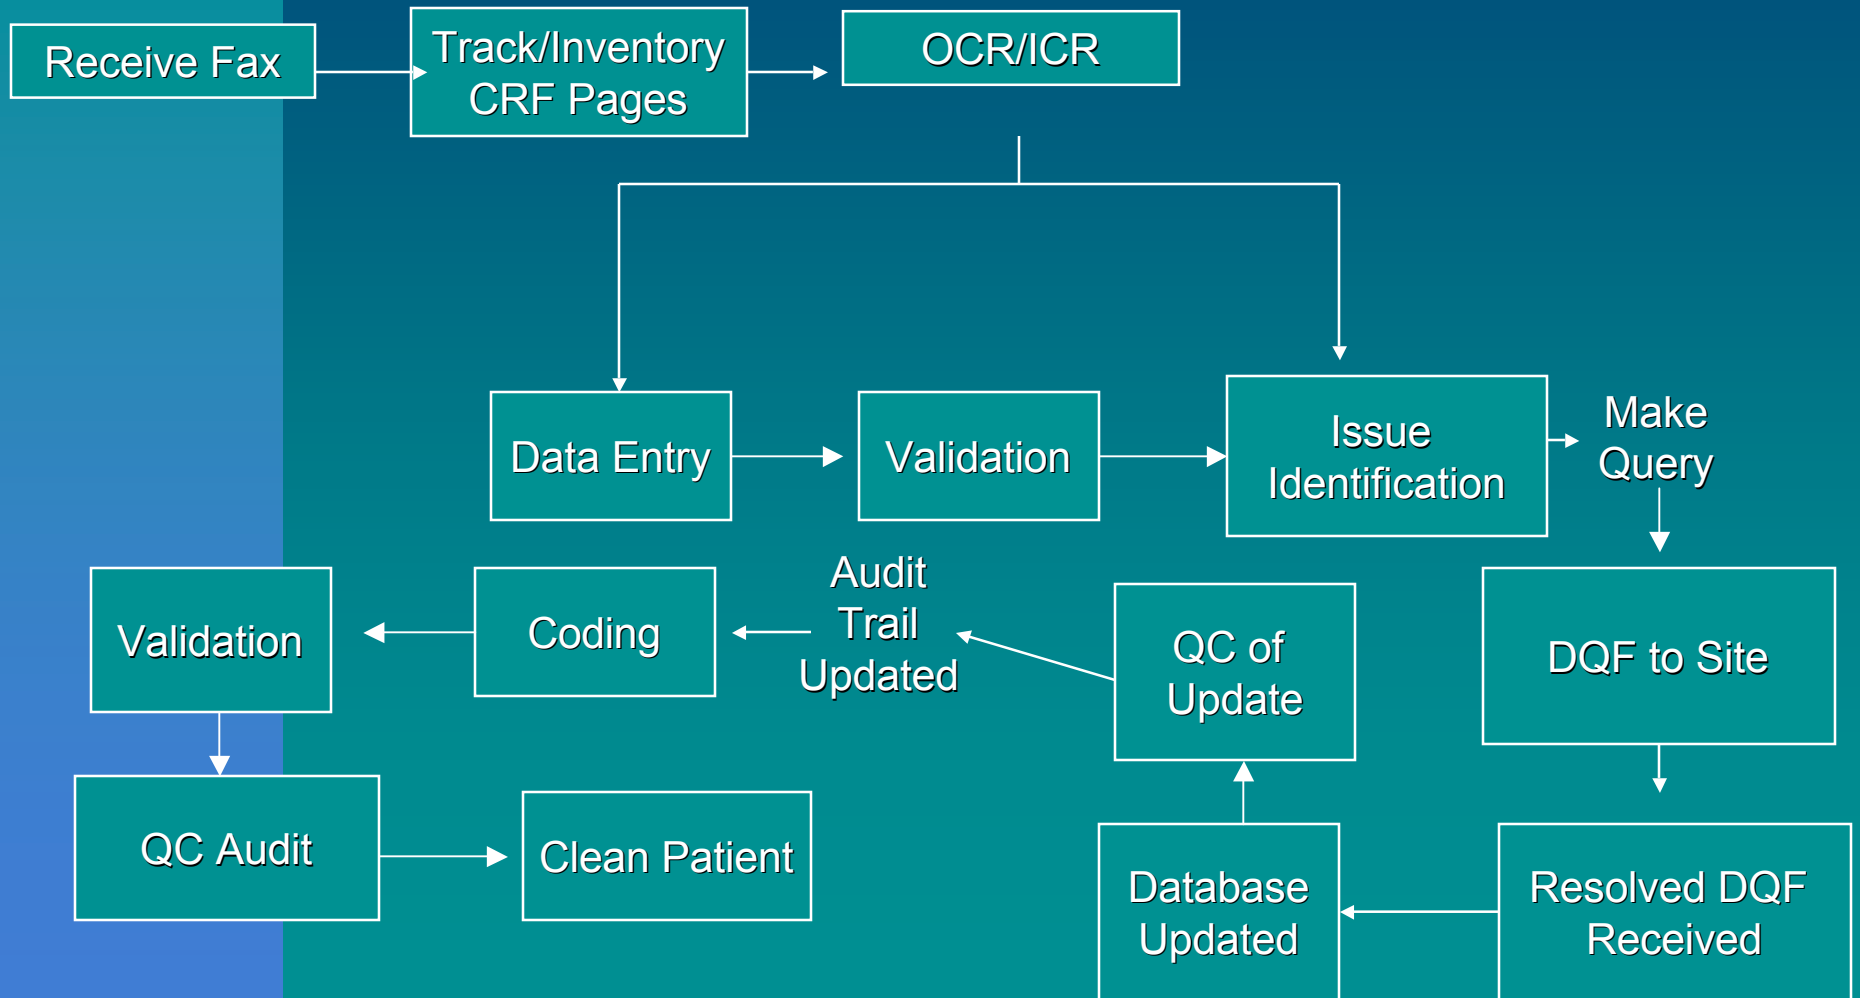 Receive Fax
Track/Inventory
CRF Pages
OCR/ICR
Data Entry
Validation
Issue
Identification
Make
Query
Validation
Coding
Audit
Trail
Updated
QC of
Update
DQF to Site
QC Audit
Clean Patient
Database
Updated
Resolved DQF
Received